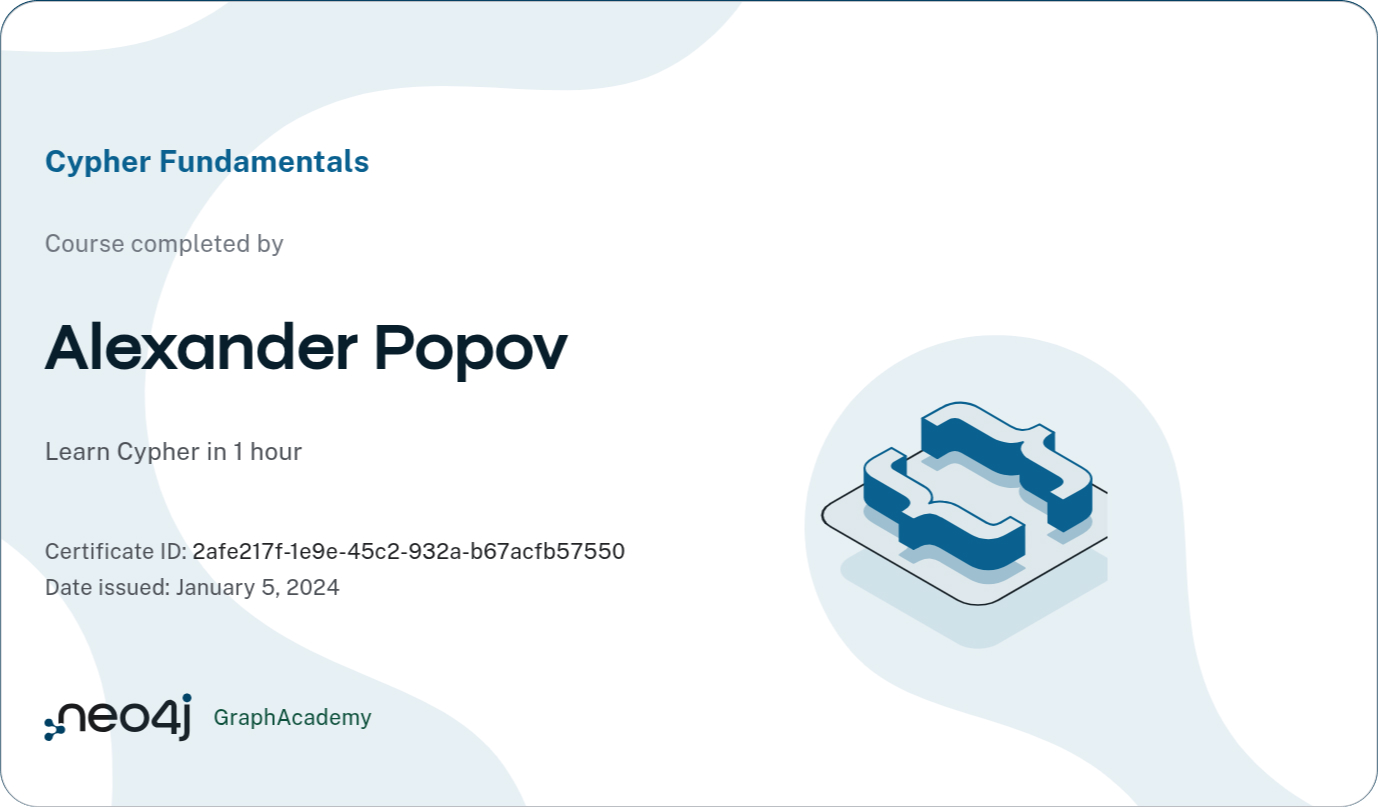 Cypher Fundamentals
Course completed by
Alexander Popov
Learn Cypher in 1 hour
Certificate ID: 2afe217f-1e9e-45c2-932a-b67acfb57550
Date issued: January 5, 2024
neo4j GraphAcademy